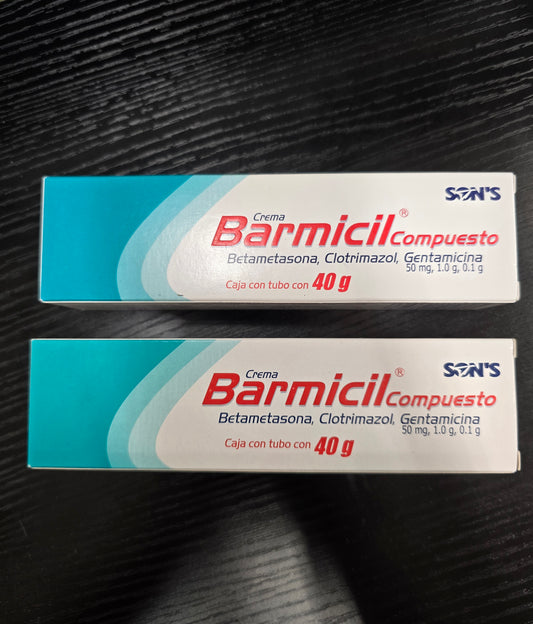 SON'S
Crema
Barmicil® Compuesto
Betametasona, Clotrimazol, Gentamicina
50 mg, 1.0 g, 0.1 g
Caja con tubo con 40 g
SON'S
Crema
Barmicil® Compuesto
Betametasona, Clotrimazol, Gentamicina
50 mg, 1.0 g, 0.1 g
Caja con tubo con 40 g